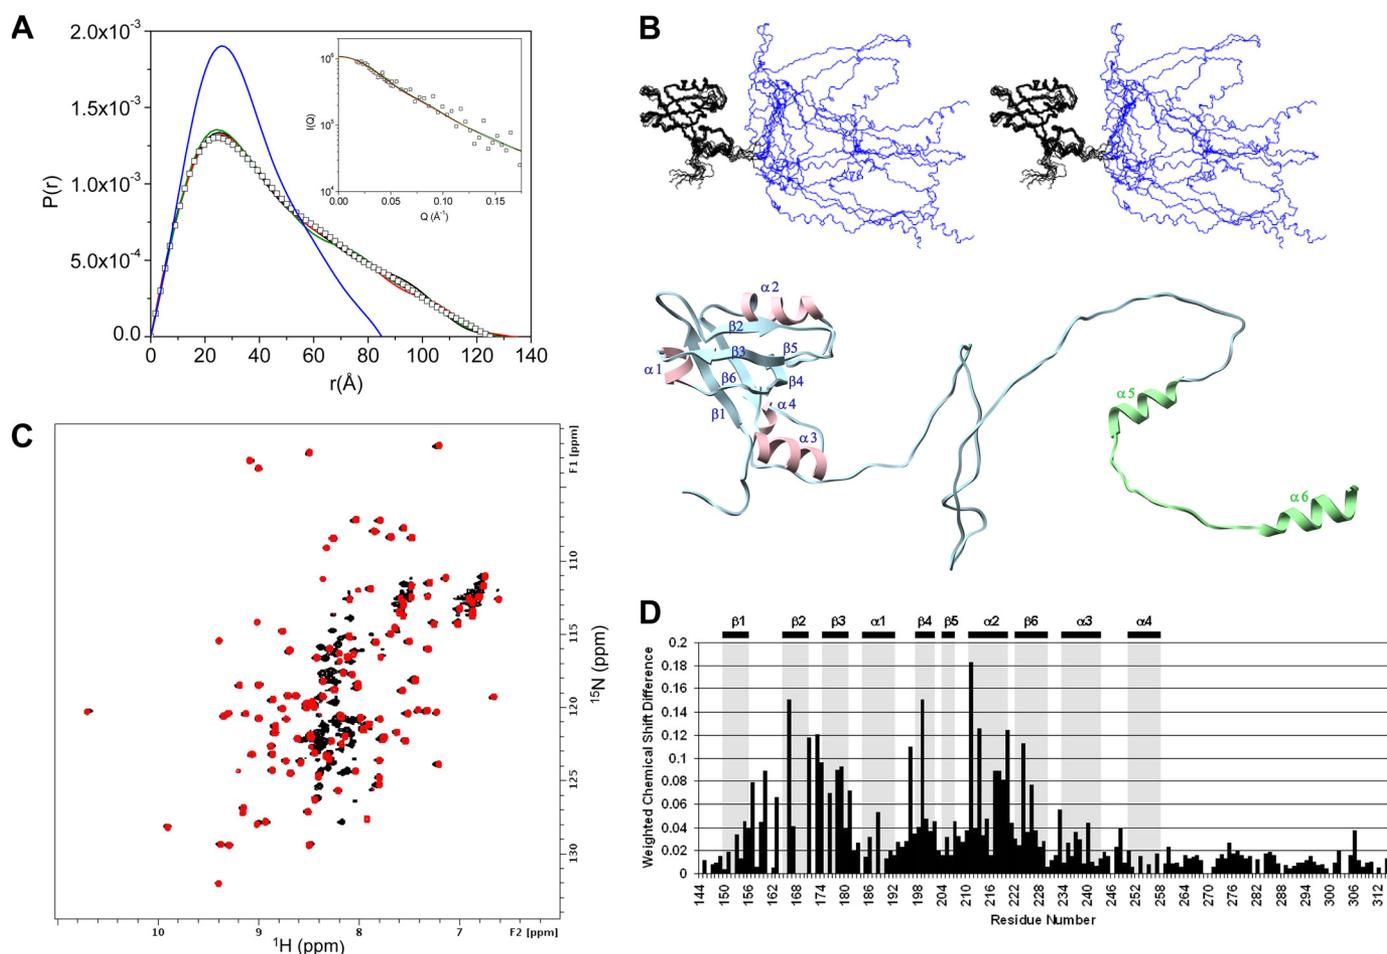 A
P(r)
2.0x10⁻³
1.5x10⁻³
1.0x10⁻³
5.0x10⁻⁴
0.0
0 20 40 60 80 100 120 140
r(Å)
I(Q)
10⁶
10⁵
10⁴
0.00 0.05 0.10 0.15
Q (Å⁻¹)
B
α2
β2
β3 β5
α1
β6 β4
β1 α4
α3
α5
α6
C
F1 [ppm]
110
115
120
125
130
¹⁵N (ppm)
10 9 8 7 F2 [ppm]
¹H (ppm)
D
β1 β2 β3 α1 β4 β5 α2 β6 α3 α4
Weighted Chemical Shift Difference
0.2
0.18
0.16
0.14
0.12
0.1
0.08
0.06
0.04
0.02
0
144 150 156 162 168 174 180 186 192 198 204 210 216 222 228 234 240 246 252 258 264 270 276 282 288 294 300 306 312
Residue Number